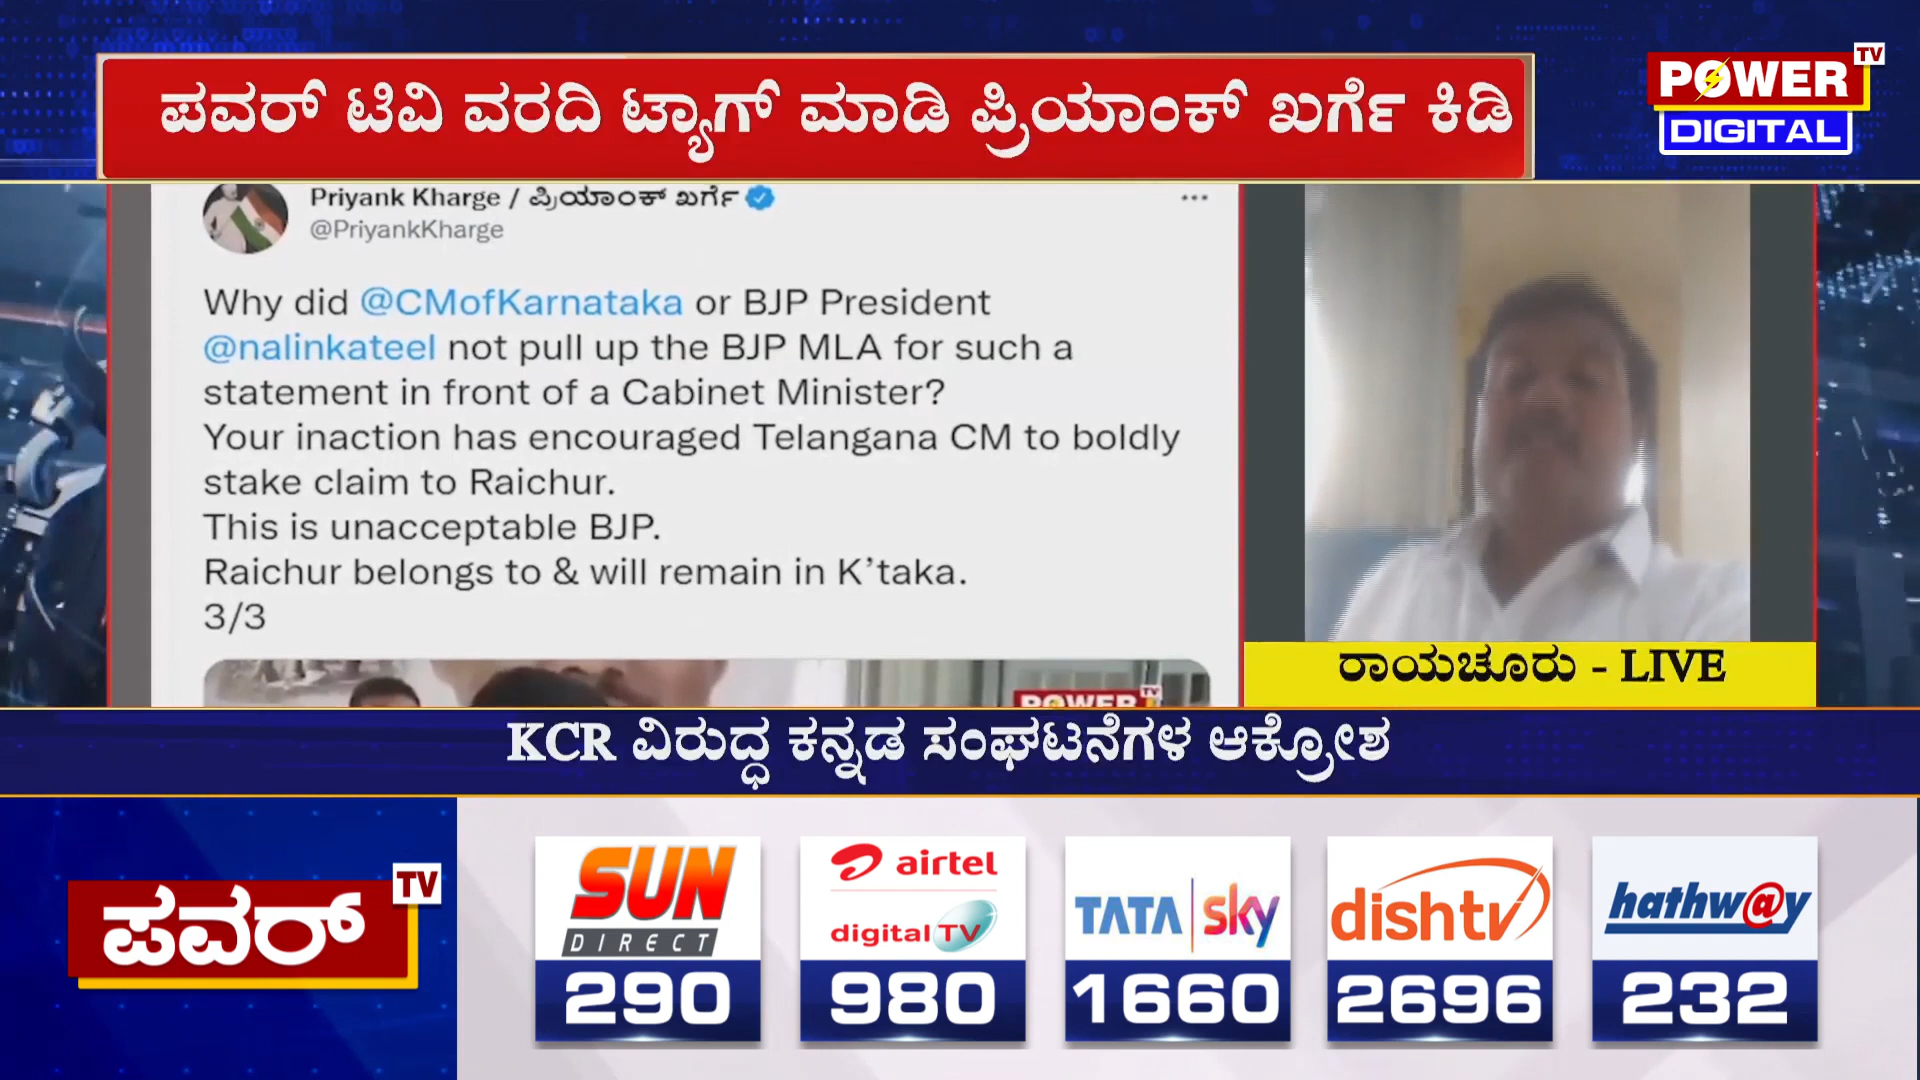 ಪವರ್ ಟಿವಿ ವರದಿ ಟ್ಯಾಗ್ ಮಾಡಿ ಪ್ರಿಯಾಂಕ್ ಖರ್ಗೆ ಕಿಡಿ
POWER TV
DIGITAL
Priyank Kharge / ಪ್ರಿಯಾಂಕ್ ಖರ್ಗೆ
@PriyankKharge
Why did @CMofKarnataka or BJP President
@nalinkateel not pull up the BJP MLA for such a
statement in front of a Cabinet Minister?
Your inaction has encouraged Telangana CM to boldly
stake claim to Raichur.
This is unacceptable BJP.
Raichur belongs to & will remain in K'taka.
3/3
POWER TV
ರಾಯಚೂರು - LIVE
KCR ವಿರುದ್ಧ ಕನ್ನಡ ಸಂಘಟನೆಗಳ ಆಕ್ರೋಶ
ಪವರ್ TV
SUN
DIRECT
290
airtel
digital TV
980
TATA sky
1660
dishtv
2696
hathw@y
232